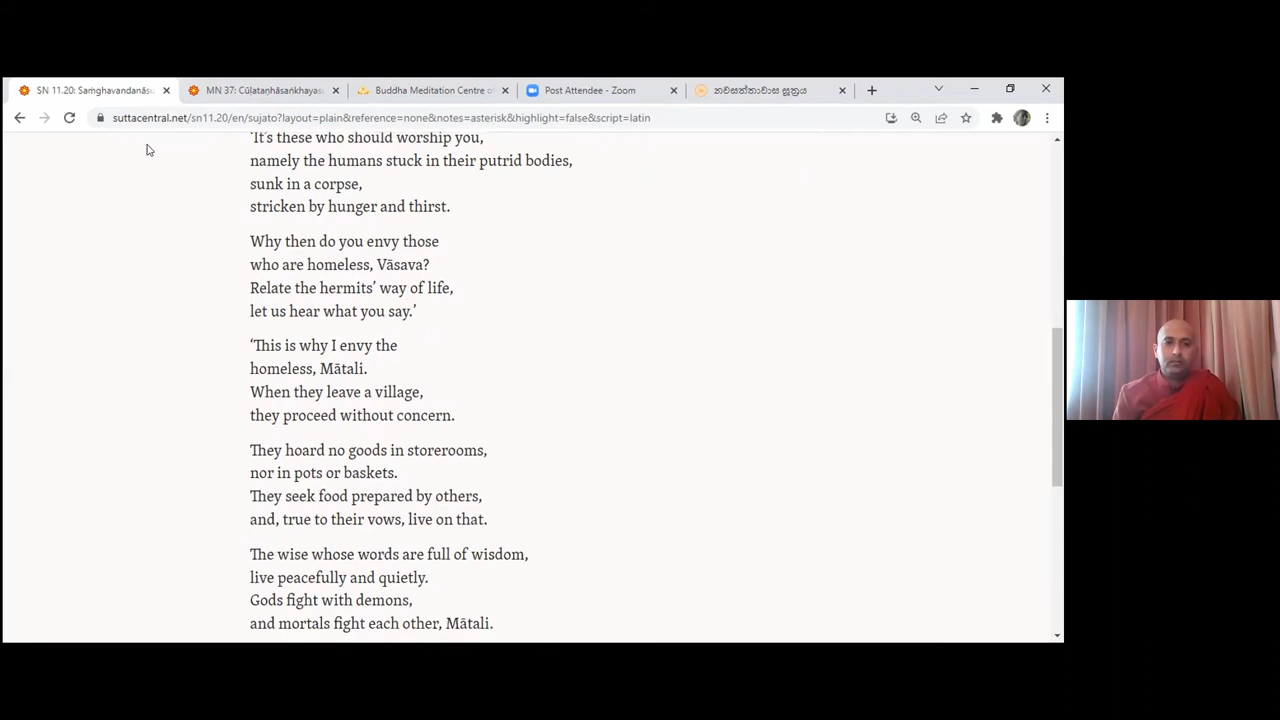 SN 11.20: Saṁghavandanāsu
MN 37: Cūḷataṇhāsaṅkhayasu
Buddha Meditation Centre o
Post Attendee - Zoom
නවසත්තාවාස සූත්‍රය
suttacentral.net/sn11.20/en/sujato?layout=plain&reference=none&notes=asterisk&highlight=false&script=latin
‘It’s these who should worship you,
namely the humans stuck in their putrid bodies,
sunk in a corpse,
stricken by hunger and thirst.
Why then do you envy those
who are homeless, Vāsava?
Relate the hermits’ way of life,
let us hear what you say.’
‘This is why I envy the
homeless, Mātali.
When they leave a village,
they proceed without concern.
They hoard no goods in storerooms,
nor in pots or baskets.
They seek food prepared by others,
and, true to their vows, live on that.
The wise whose words are full of wisdom,
live peacefully and quietly.
Gods fight with demons,
and mortals fight each other, Mātali.